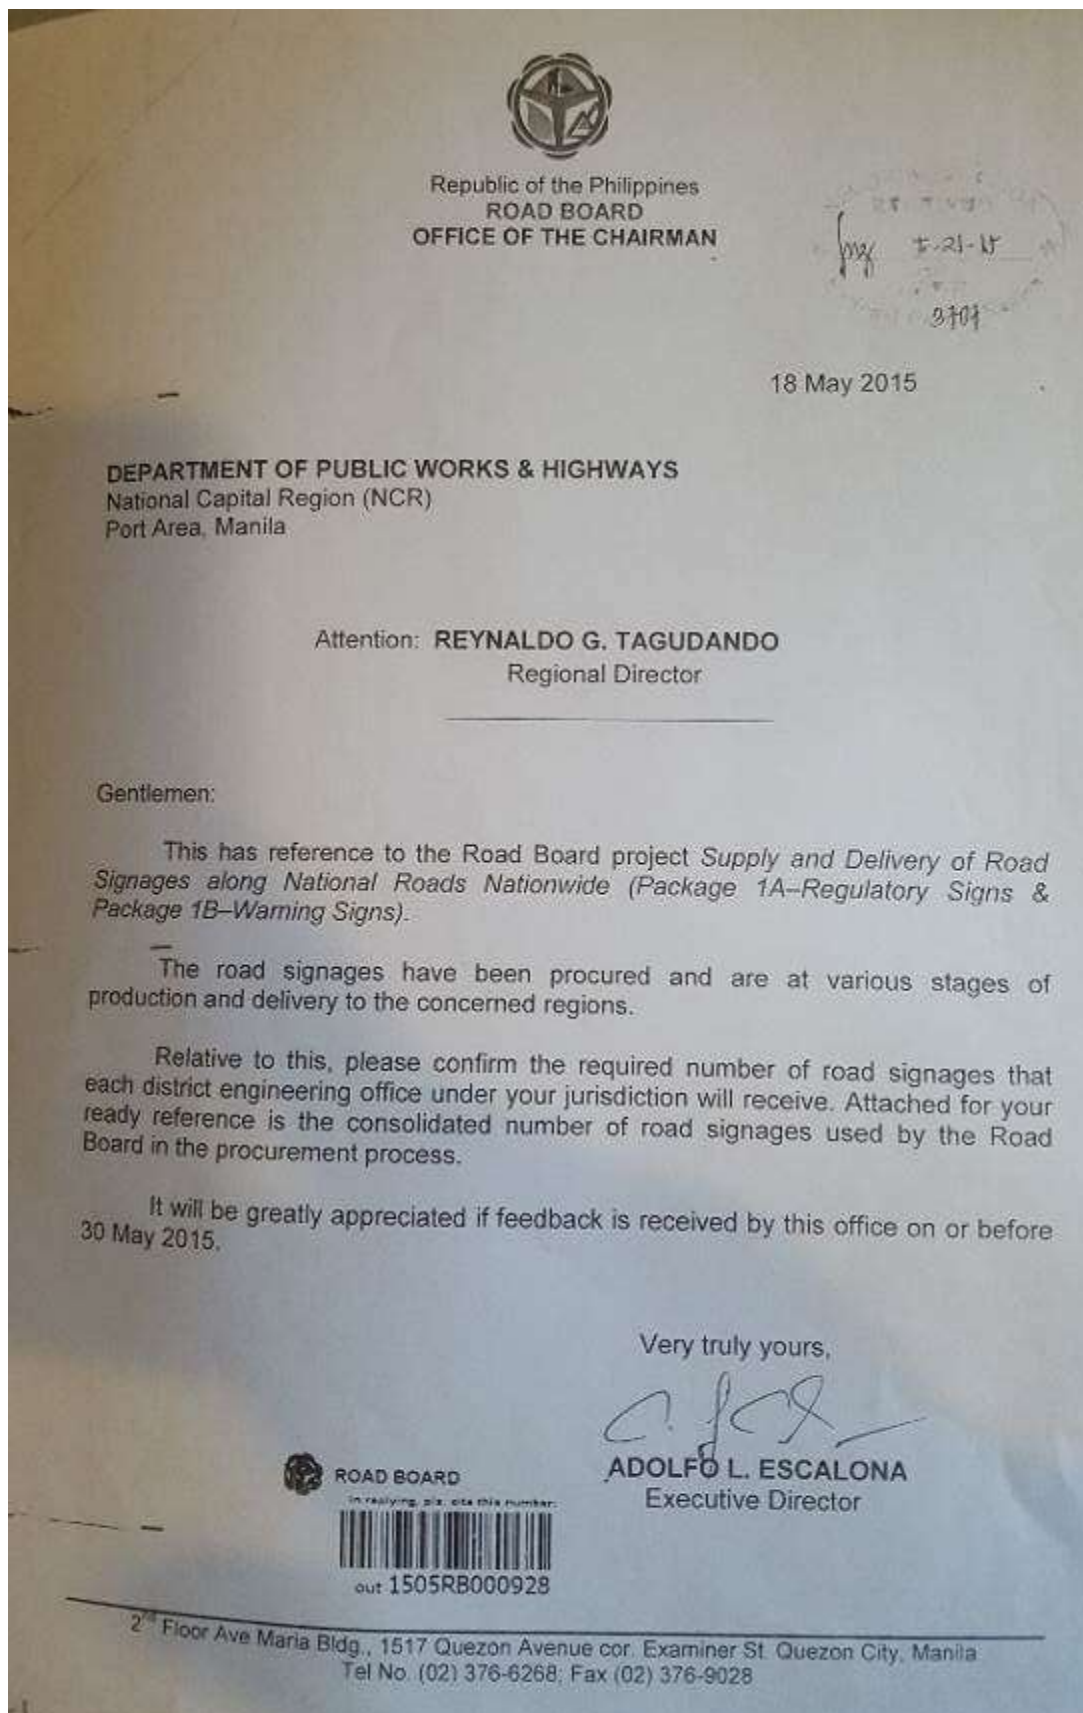 Republic of the Philippines
ROAD BOARD
OFFICE OF THE CHAIRMAN
5-21-15
18 May 2015
DEPARTMENT OF PUBLIC WORKS & HIGHWAYS
National Capital Region (NCR)
Port Area, Manila
Attention: REYNALDO G. TAGUDANDO
Regional Director
Gentlemen:
This has reference to the Road Board project Supply and Delivery of Road
Signages along National Roads Nationwide (Package 1A–Regulatory Signs &
Package 1B–Warning Signs).
The road signages have been procured and are at various stages of
production and delivery to the concerned regions.
Relative to this, please confirm the required number of road signages that
each district engineering office under your jurisdiction will receive. Attached for your
ready reference is the consolidated number of road signages used by the Road
Board in the procurement process.
It will be greatly appreciated if feedback is received by this office on or before
30 May 2015.
Very truly yours,
ADOLFO L. ESCALONA
Executive Director
ROAD BOARD
In replying, pls. cite this number:
out 1505RB000928
2nd Floor Ave Maria Bldg., 1517 Quezon Avenue cor. Examiner St. Quezon City, Manila
Tel No. (02) 376-6268; Fax (02) 376-9028